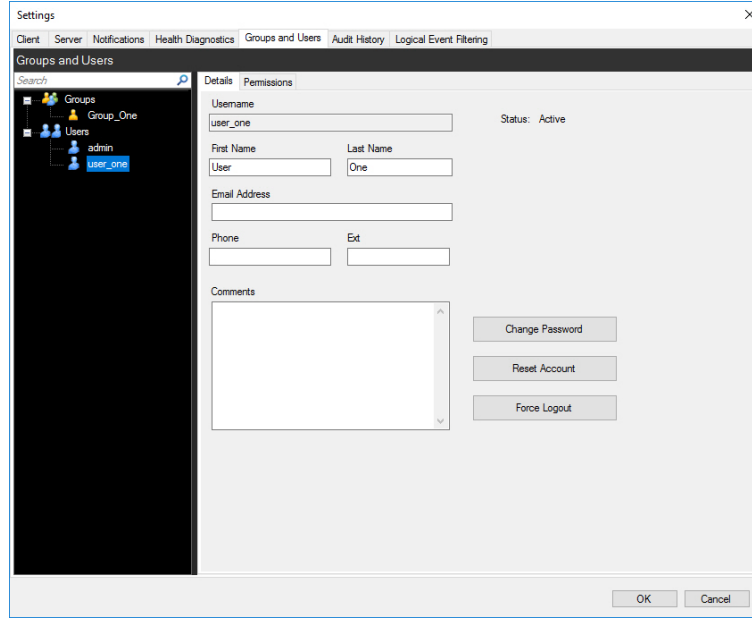 Settings
Client Server Notifications Health Diagnostics Groups and Users Audit History Logical Event Filtering
Groups and Users
Search
Groups
Group_One
Users
admin
user_one
Details Permissions
Username
user_one
Status: Active
First Name Last Name
User One
Email Address
Phone Ext
Comments
Change Password
Reset Account
Force Logout
OK Cancel